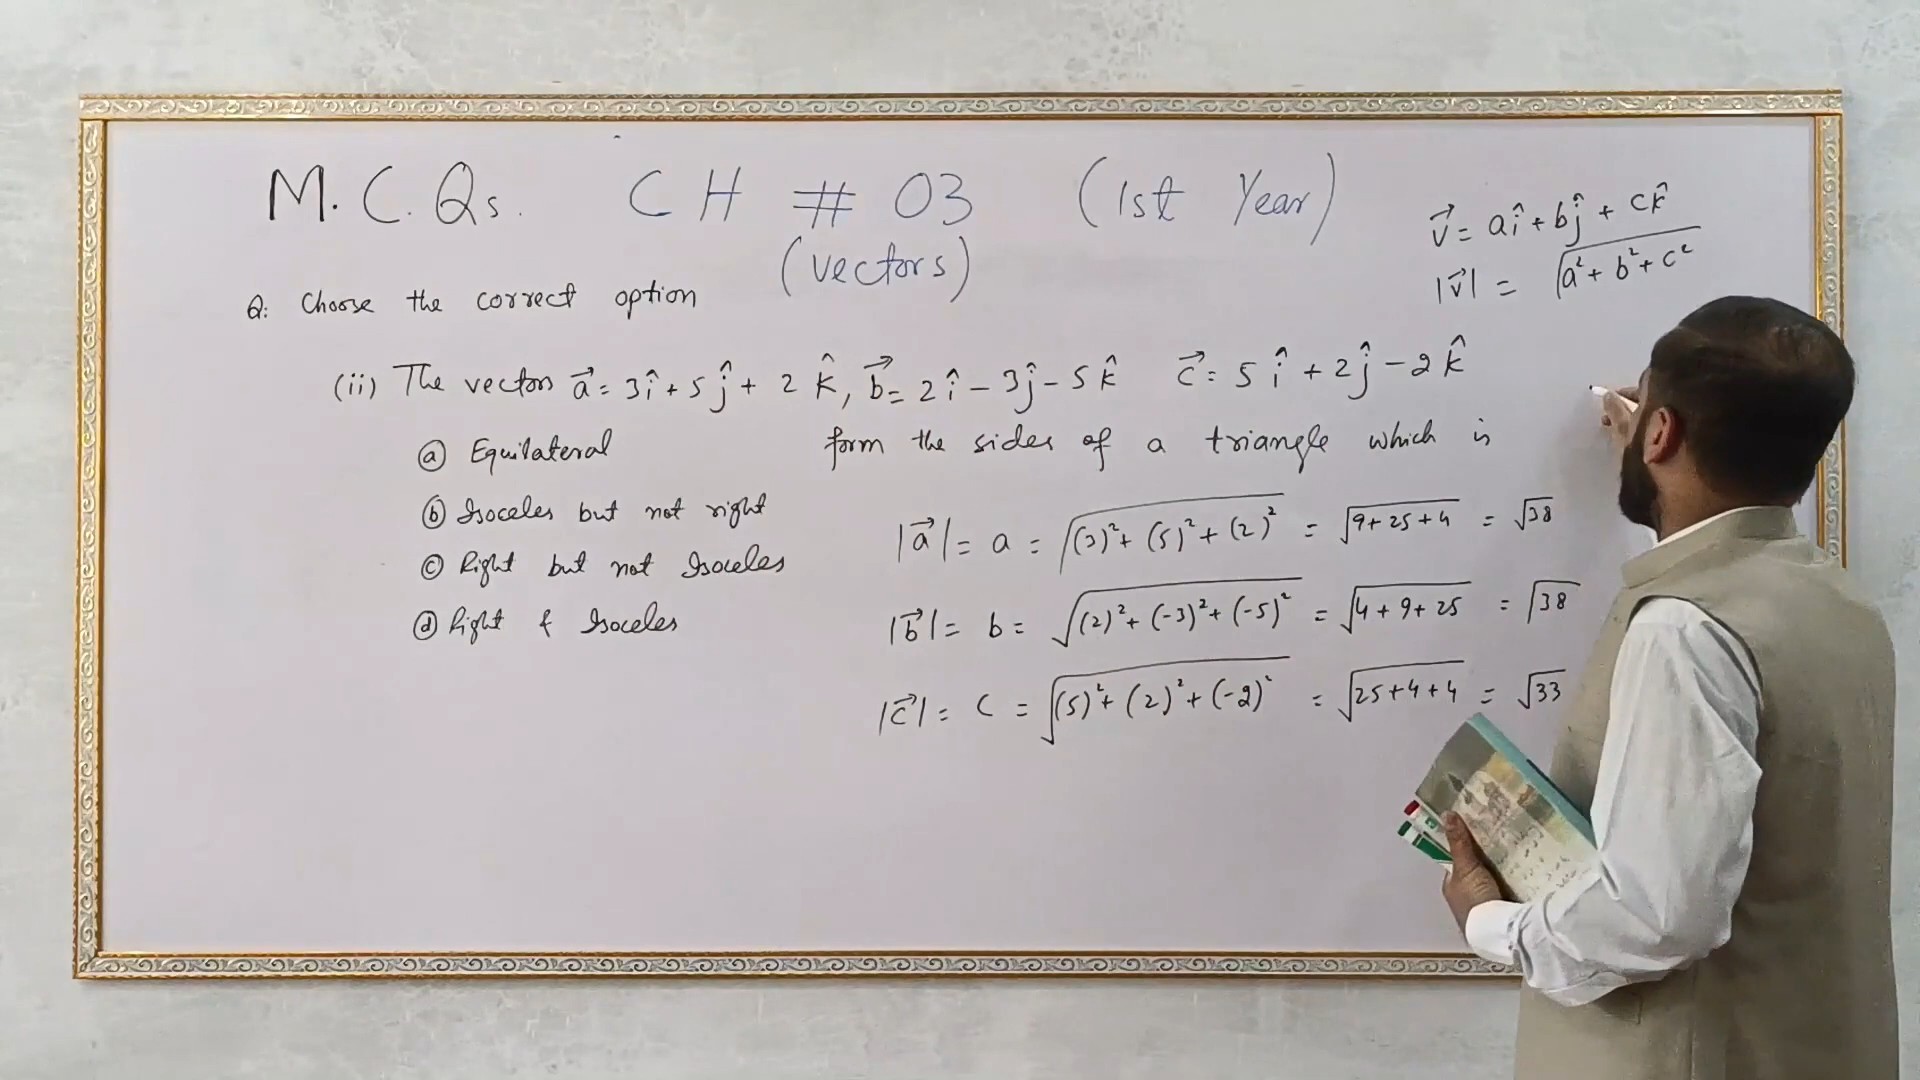 M.C.Qs. CH # 03 (1st Year)
(vectors)
v⃗ = aî + bĵ + ck̂
|v⃗| = √(a² + b² + c²)
Q: Choose the correct option
(ii) The vectors a⃗ = 3î + 5ĵ + 2k̂, b⃗ = 2î - 3ĵ - 5k̂ c⃗ = 5î + 2ĵ - 2k̂
form the sides of a triangle which is
ⓐ Equilateral
ⓑ Isoceles but not right
ⓒ Right but not Isoceles
ⓓ Right & Isoceles
|a⃗| = a = √((3)² + (5)² + (2)²) = √(9 + 25 + 4) = √38
|b⃗| = b = √((2)² + (-3)² + (-5)²) = √(4 + 9 + 25) = √38
|c⃗| = c = √((5)² + (2)² + (-2)²) = √(25 + 4 + 4) = √33